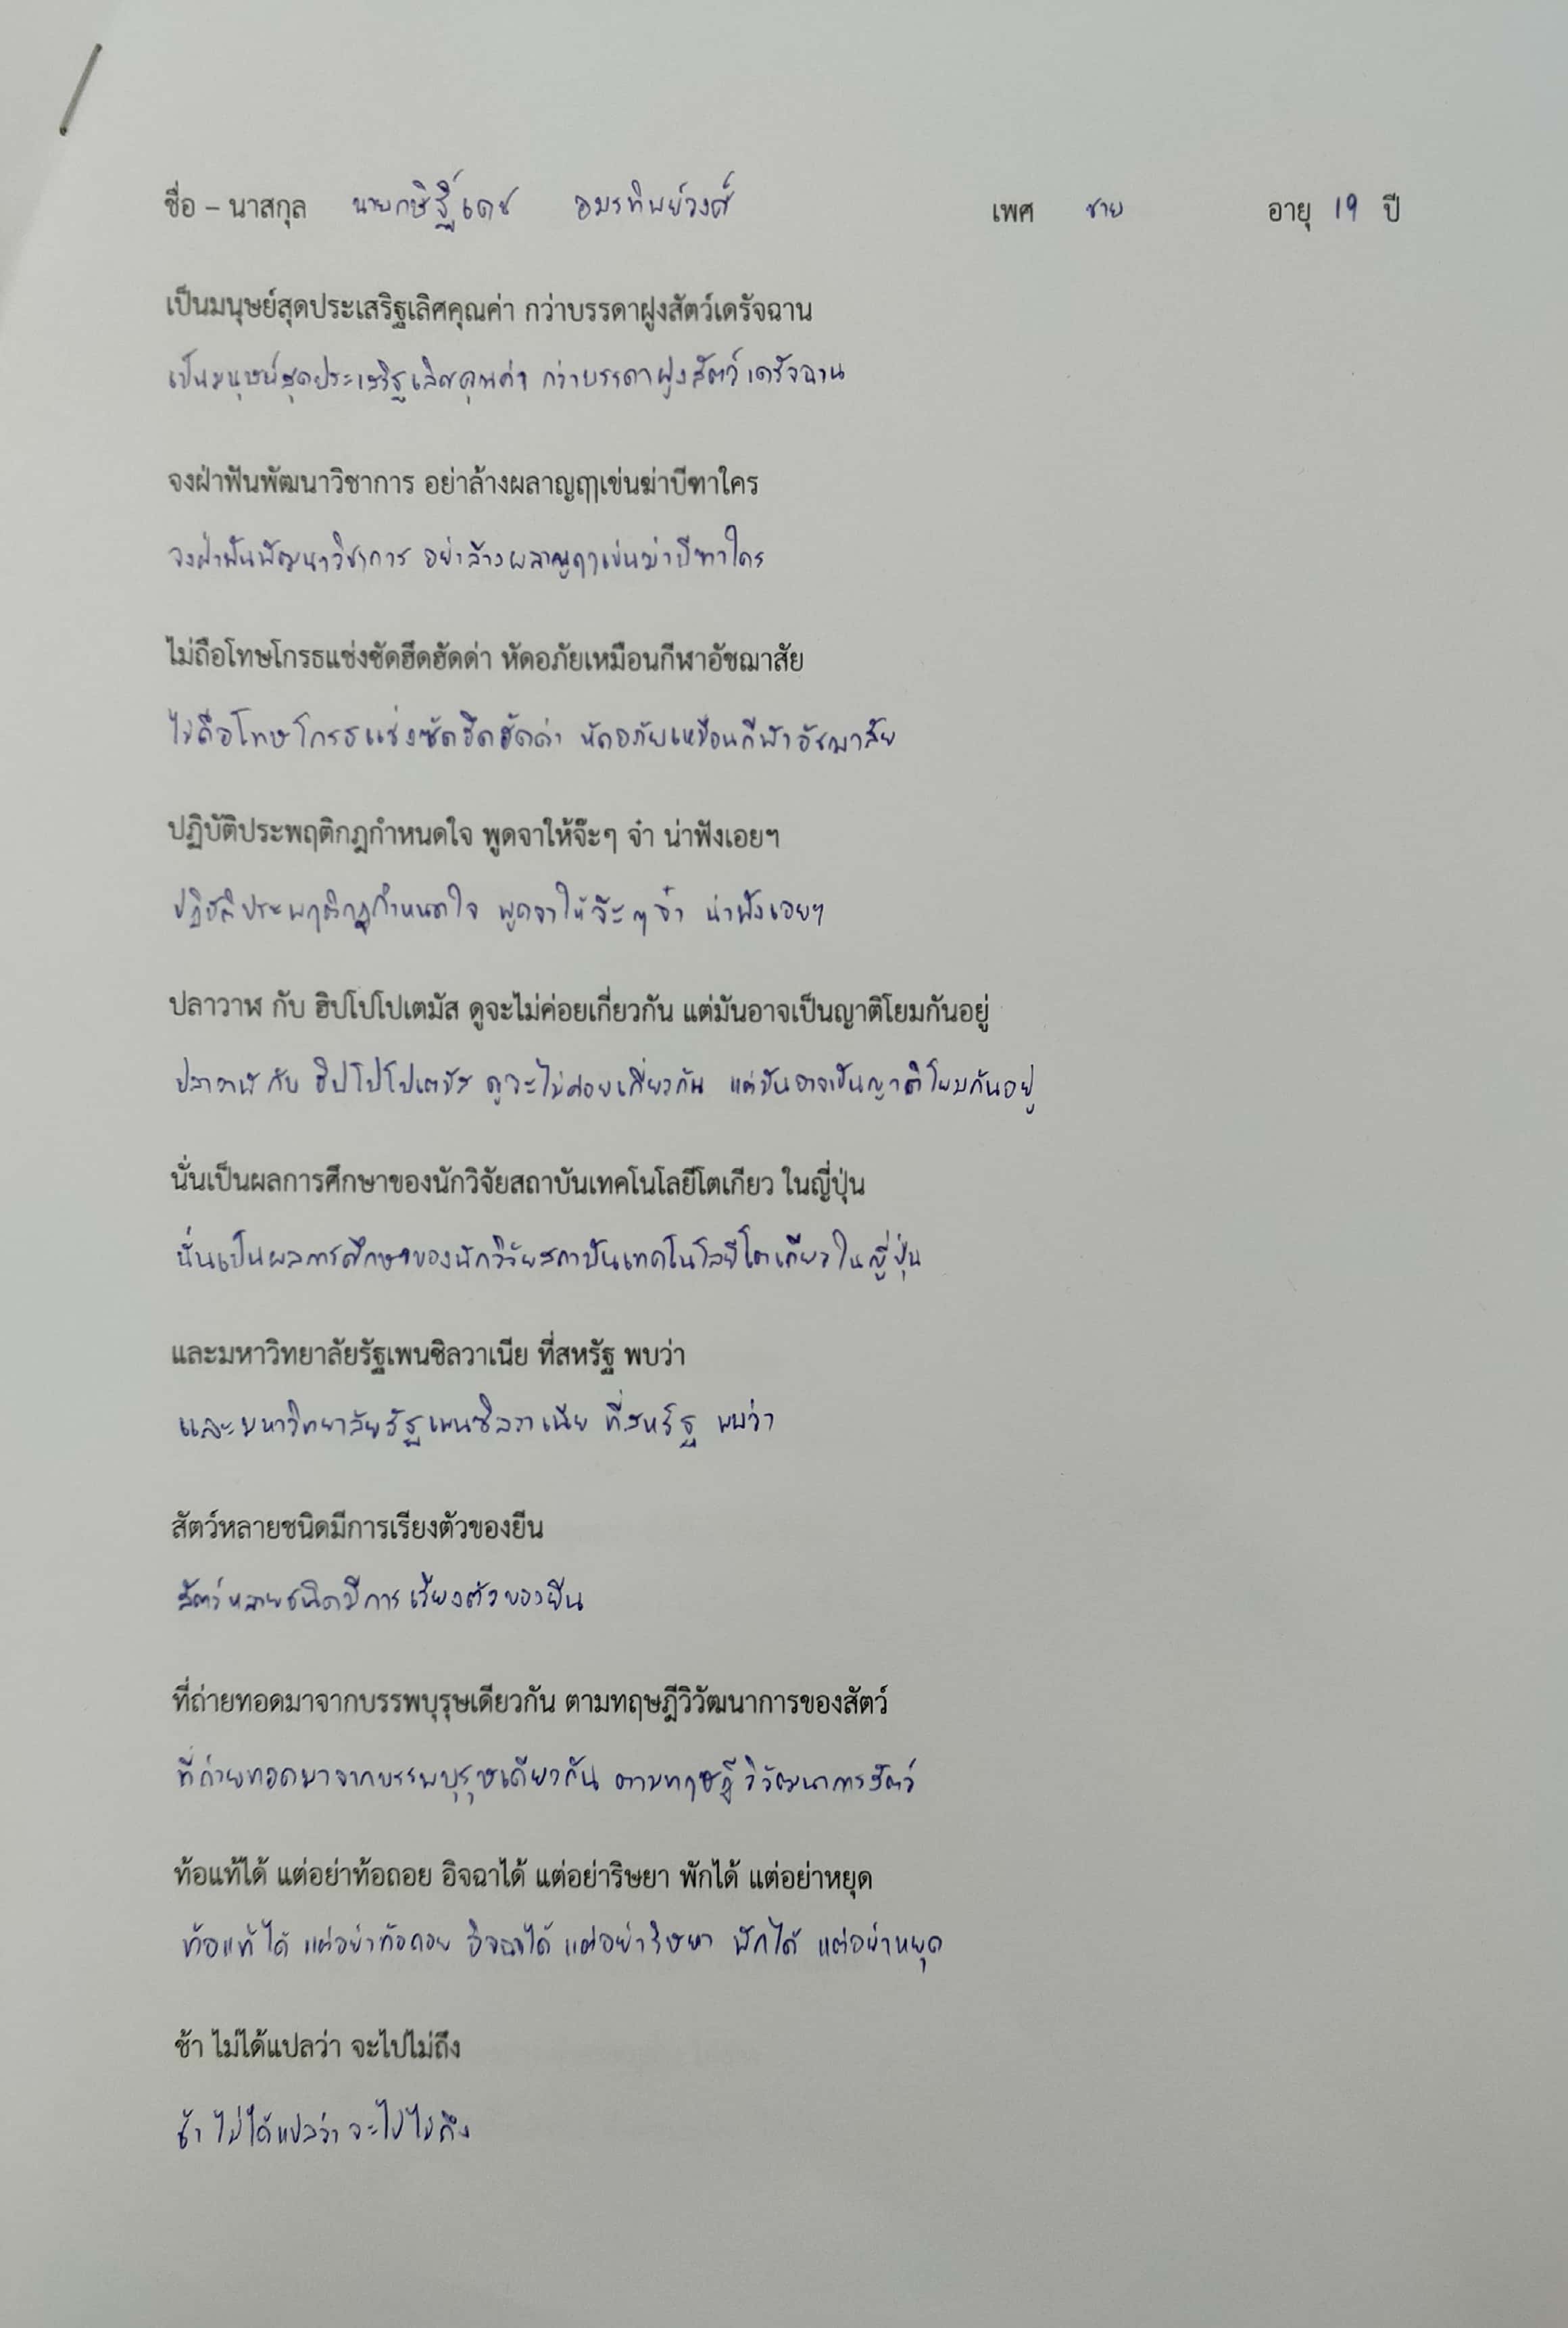 ชื่อ – นาสกุล นายกษิฐิ์เดช อมรทิพย์วงศ์ เพศ ชาย อายุ 19 ปี
เป็นมนุษย์สุดประเสริฐเลิศคุณค่า กว่าบรรดาฝูงสัตว์เดรัจฉาน
เป็นมนุษย์สุดประเสริฐเลิศคุณค่า กว่าบรรดาฝูงสัตว์เดรัจฉาน
จงฝ่าฟันพัฒนาวิชาการ อย่าล้างผลาญฤๅเข่นฆ่าบีฑาใคร
จงฝ่าฟันพัฒนาวิชาการ อย่าล้างผลาญฤๅเข่นฆ่าบีฑาใคร
ไม่ถือโทษโกรธแช่งซัดฮึดฮัดด่า หัดอภัยเหมือนกีฬาอัชฌาสัย
ไม่ถือโทษโกรธแช่งซัดฮึดฮัดด่า หัดอภัยเหมือนกีฬาอัชฌาสัย
ปฏิบัติประพฤติกฎกำหนดใจ พูดจาให้จ๊ะๆ จ๋า น่าฟังเอยฯ
ปฏิบัติประพฤติกฎกำหนดใจ พูดจาให้จ๊ะๆ จ๋า น่าฟังเอยฯ
ปลาวาฬ กับ ฮิปโปโปเตมัส ดูจะไม่ค่อยเกี่ยวกัน แต่มันอาจเป็นญาติโยมกันอยู่
ปลาวาฬ กับ ฮิปโปโปเตมัส ดูจะไม่ค่อยเกี่ยวกัน แต่มันอาจเป็นญาติโยมกันอยู่
นั่นเป็นผลการศึกษาของนักวิจัยสถาบันเทคโนโลยีโตเกียว ในญี่ปุ่น
นั่นเป็นผลการศึกษาของนักวิจัยสถาบันเทคโนโลยีโตเกียว ในญี่ปุ่น
และมหาวิทยาลัยรัฐเพนซิลวาเนีย ที่สหรัฐ พบว่า
และมหาวิทยาลัยรัฐเพนซิลวาเนีย ที่สหรัฐ พบว่า
สัตว์หลายชนิดมีการเรียงตัวของยีน
สัตว์หลายชนิดมีการเรียงตัวของยีน
ที่ถ่ายทอดมาจากบรรพบุรุษเดียวกัน ตามทฤษฎีวิวัฒนาการของสัตว์
ที่ถ่ายทอดมาจากบรรพบุรุษเดียวกัน ตามทฤษฎีวิวัฒนาการสัตว์
ท้อแท้ได้ แต่อย่าท้อถอย อิจฉาได้ แต่อย่าริษยา พักได้ แต่อย่าหยุด
ท้อแท้ได้ แต่อย่าท้อถอย อิจฉาได้ แต่อย่าริษยา พักได้ แต่อย่าหยุด
ช้า ไม่ได้แปลว่า จะไปไม่ถึง
ช้า ไม่ได้แปลว่า จะไปไม่ถึง